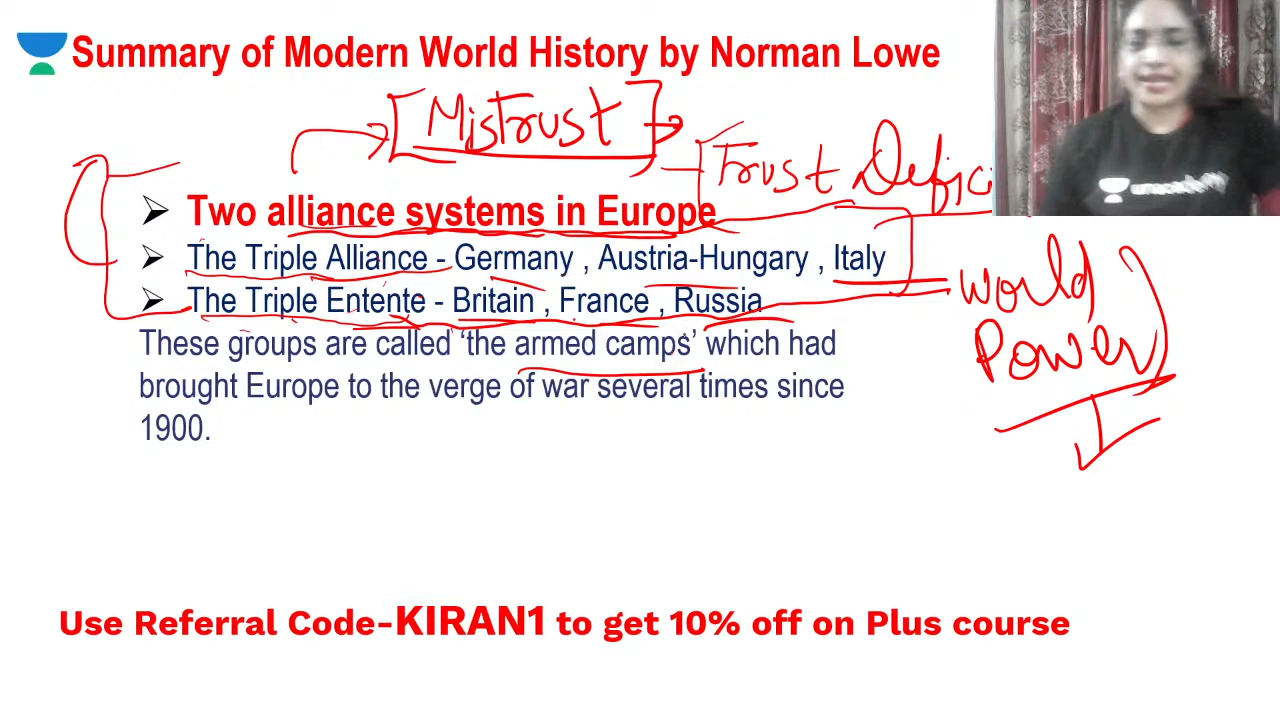 Summary of Modern World History by Norman Lowe
Mistrust
Trust Defici
➤ Two alliance systems in Europe
➤ The Triple Alliance - Germany , Austria-Hungary , Italy
➤ The Triple Entente - Britain , France , Russia
World
Power
These groups are called ‘the armed camps’ which had
brought Europe to the verge of war several times since
1900.
Use Referral Code-KIRAN1 to get 10% off on Plus course